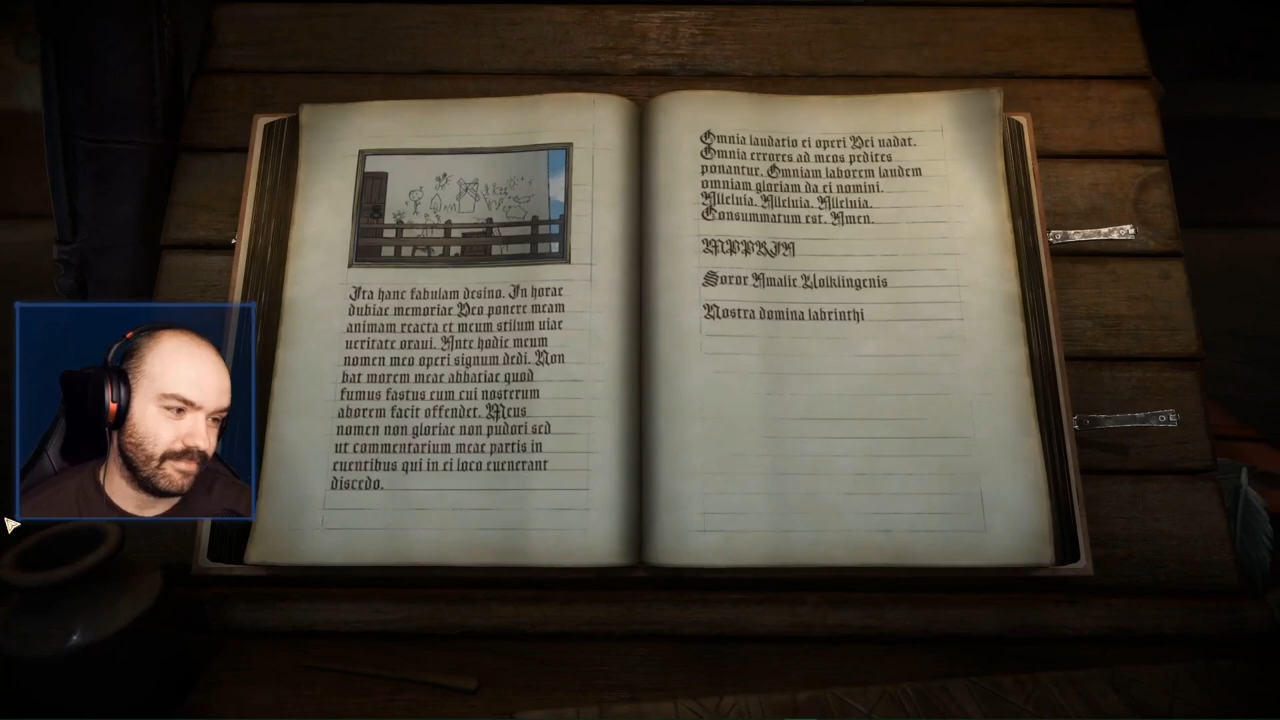 Ita hanc fabulam desino. In horae
dubiae memoriae Deo ponere meam
animam reacta et meum stilum uiae
ueritate oraui. Ante hodie meum
nomen meo operi signum dedi. Non
hat morem meae abbatiae quod
fumus fastus eum cui nosterum
aborem facit offendet. Meus
nomen non gloriae non pudori sed
ut commentarium meae partis in
euentibus qui in ei loco euenerant
discedo.
Omnia laudatio ei operi Dei uadat.
Omnia errores ad meos pedites
ponantur. Omniam laborem laudem
omniam gloriam da ei nomini.
Alleluia. Alleluia. Alleluia.
Consummatum est. Amen.
Soror Amalie Uolklingenis
Nostra domina labrinthi